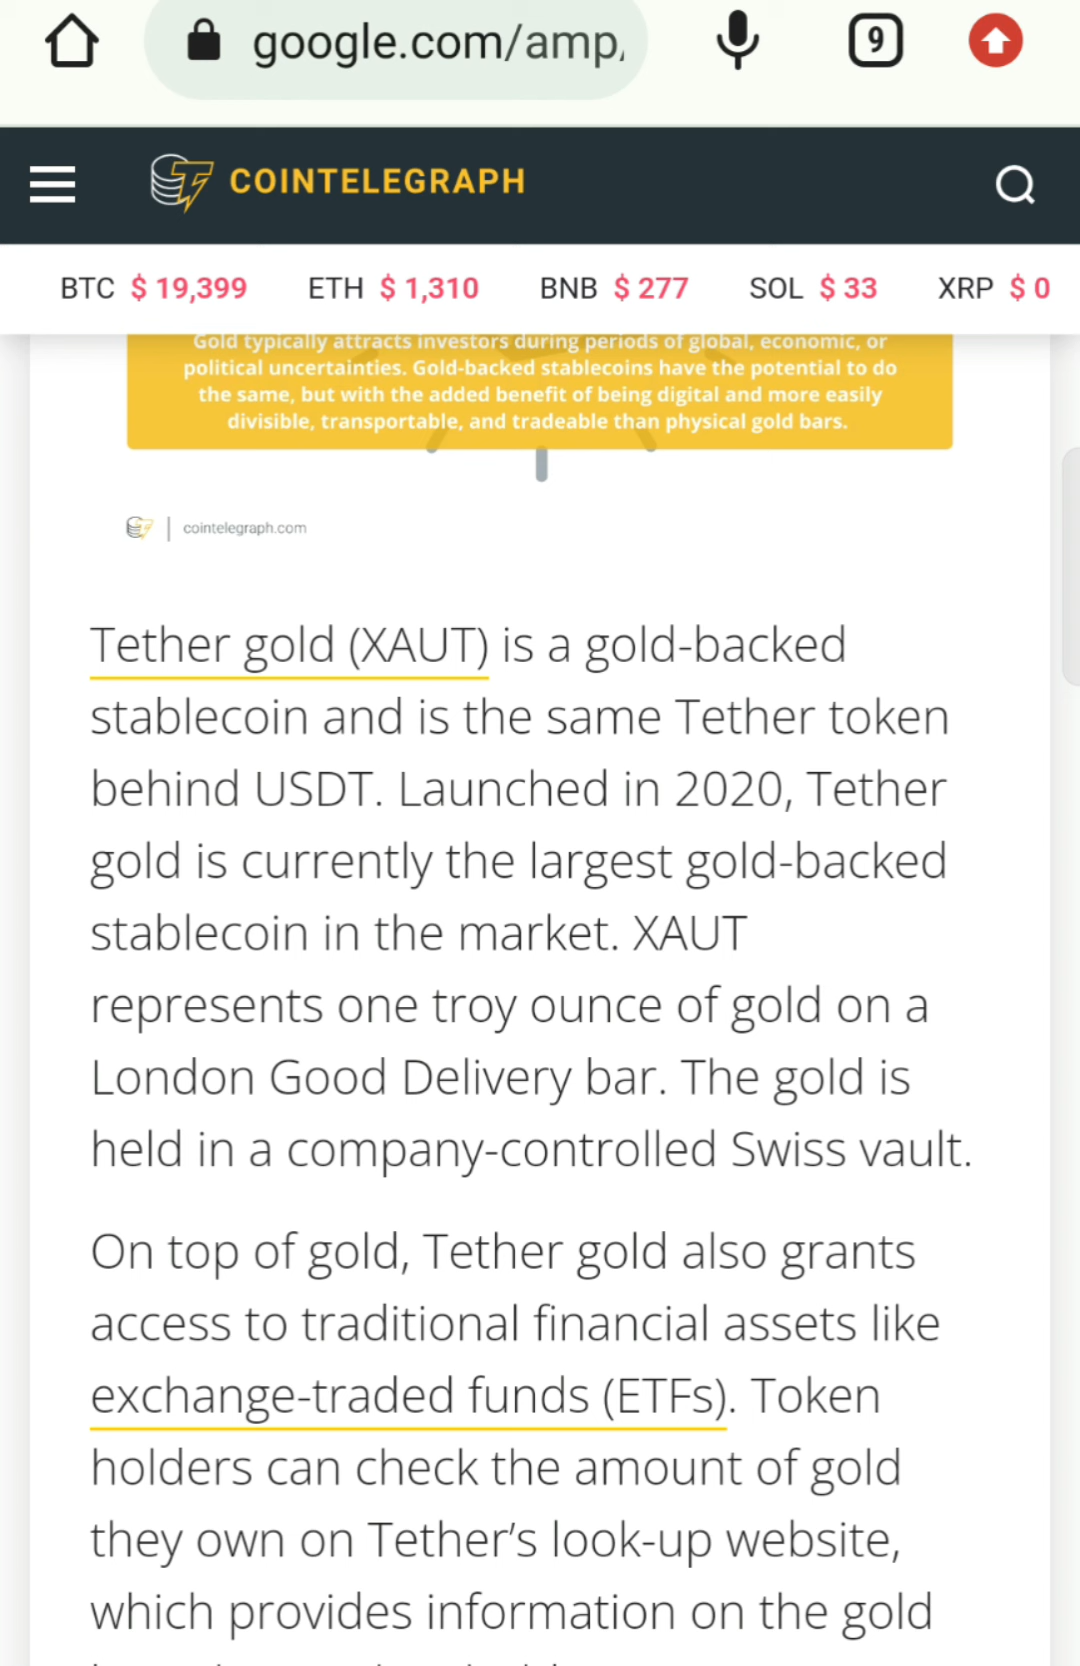 google.com/amp
9
COINTELEGRAPH
BTC $ 19,399 ETH $ 1,310 BNB $ 277 SOL $ 33 XRP $ 0
Gold typically attracts investors during periods of global, economic, or
political uncertainties. Gold-backed stablecoins have the potential to do
the same, but with the added benefit of being digital and more easily
divisible, transportable, and tradeable than physical gold bars.
cointelegraph.com
Tether gold (XAUT) is a gold-backed
stablecoin and is the same Tether token
behind USDT. Launched in 2020, Tether
gold is currently the largest gold-backed
stablecoin in the market. XAUT
represents one troy ounce of gold on a
London Good Delivery bar. The gold is
held in a company-controlled Swiss vault.
On top of gold, Tether gold also grants
access to traditional financial assets like
exchange-traded funds (ETFs). Token
holders can check the amount of gold
they own on Tether's look-up website,
which provides information on the gold